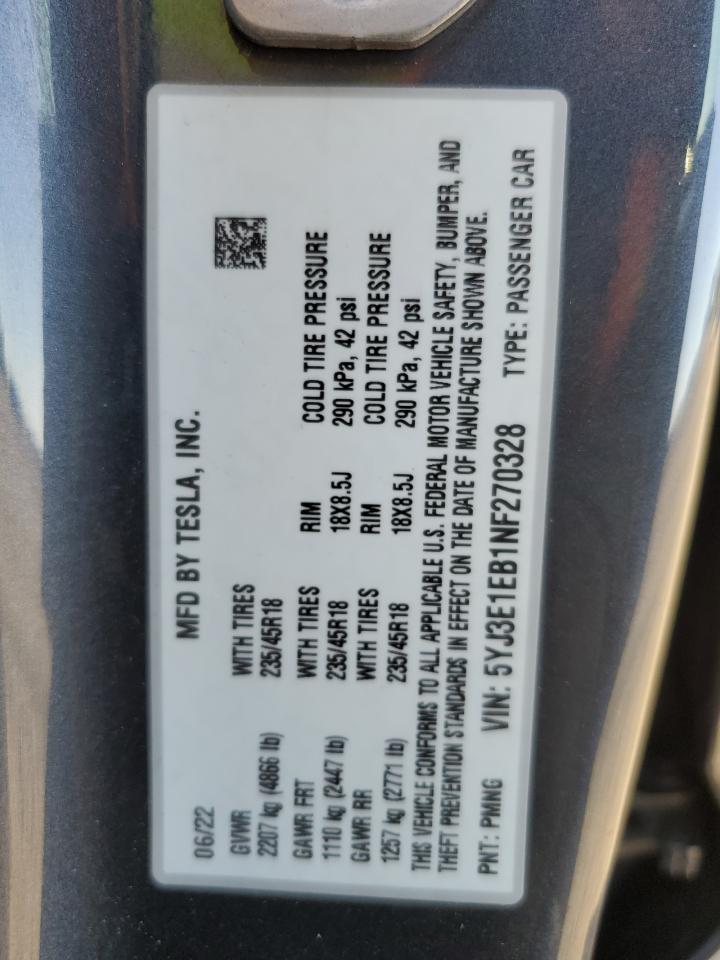 MFD BY TESLA, INC.
06/22
GVWR WITH TIRES
2207 kg (4866 lb) 235/45R18
GAWR FRT WITH TIRES RIM COLD TIRE PRESSURE
1110 kg (2447 lb) 235/45R18 18X8.5J 290 kPa, 42 psi
GAWR RR WITH TIRES RIM COLD TIRE PRESSURE
1257 kg (2771 lb) 235/45R18 18X8.5J 290 kPa, 42 psi
THIS VEHICLE CONFORMS TO ALL APPLICABLE U.S. FEDERAL MOTOR VEHICLE SAFETY, BUMPER, AND
THEFT PREVENTION STANDARDS IN EFFECT ON THE DATE OF MANUFACTURE SHOWN ABOVE.
PNT: PMNG VIN: 5YJ3E1EB1NF270328 TYPE: PASSENGER CAR